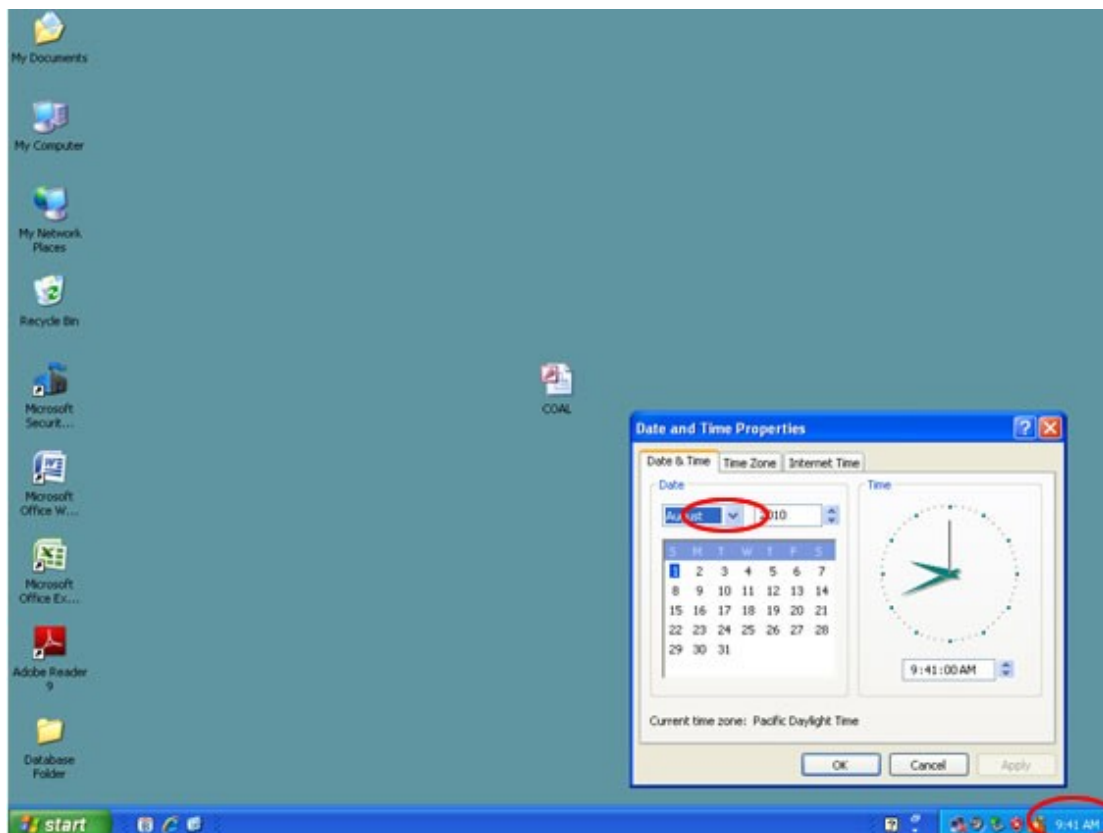 My Documents
My Computer
My Network
Places
Recycle Bin
Microsoft
Securit...
Microsoft
Office W...
Microsoft
Office Ex...
Adobe Reader
9
Database
Folder
COAL
Date and Time Properties
Date & Time Time Zone Internet Time
Date
August 2010
S M T W T F S
1 2 3 4 5 6 7
8 9 10 11 12 13 14
15 16 17 18 19 20 21
22 23 24 25 26 27 28
29 30 31
Time
9:41:00 AM
Current time zone: Pacific Daylight Time
OK Cancel Apply
start
9:41 AM